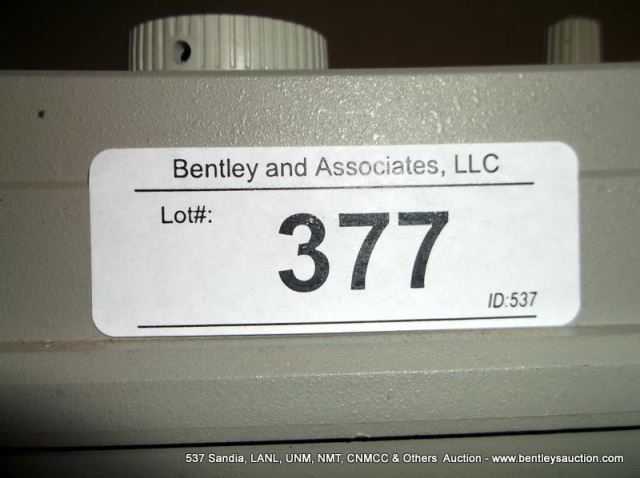 Bentley and Associates, LLC
Lot#:
377
ID:537
537 Sandia, LANL, UNM, NMT, CNMCC & Others Auction - www.bentleysauction.com